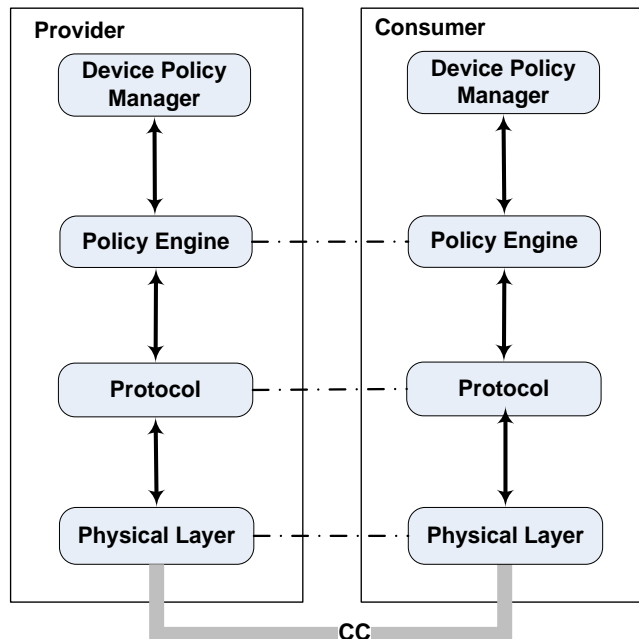 Provider
Device Policy
Manager
Policy Engine
Protocol
Physical Layer
Consumer
Device Policy
Manager
Policy Engine
Protocol
Physical Layer
CC